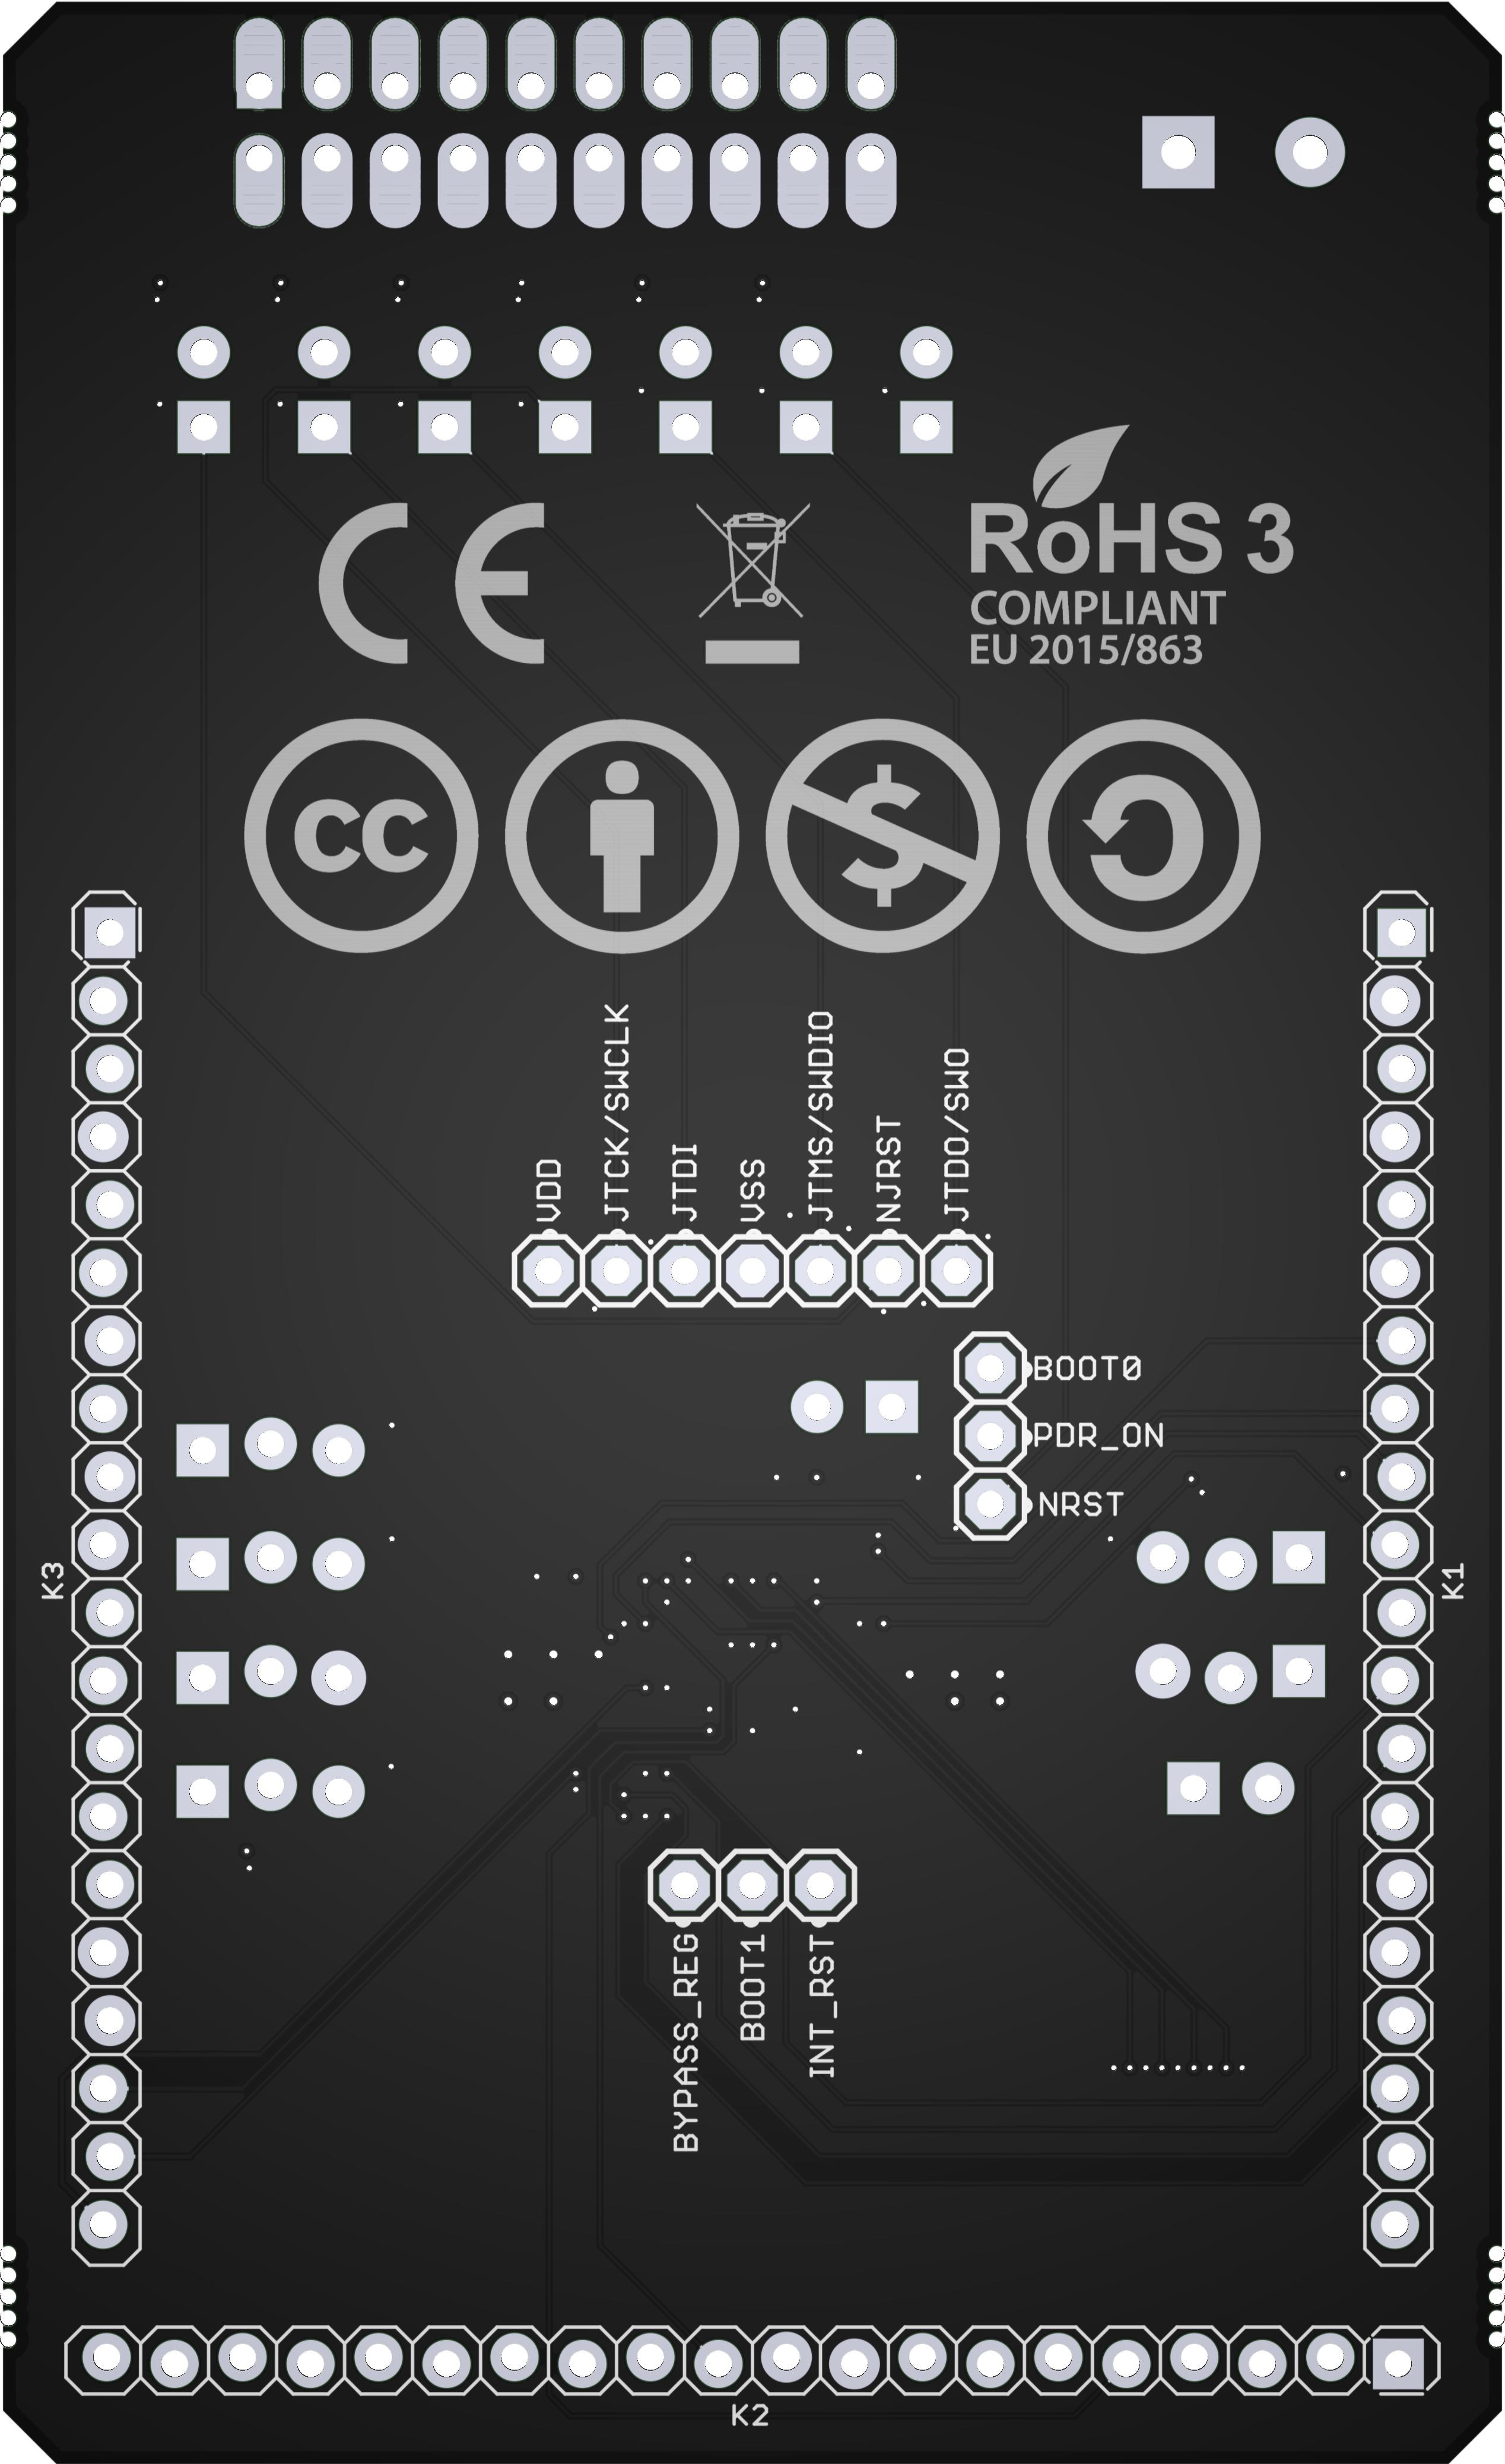 CE
RoHS 3
COMPLIANT
EU 2015/863
cc
VDD
JTCK/SWCLK
JTDI
VSS
JTMS/SWDIO
NJRST
JTDO/SWO
BOOT0
PDR_ON
NRST
K3
K1
BYPASS_REG
BOOT1
INT_RST
K2